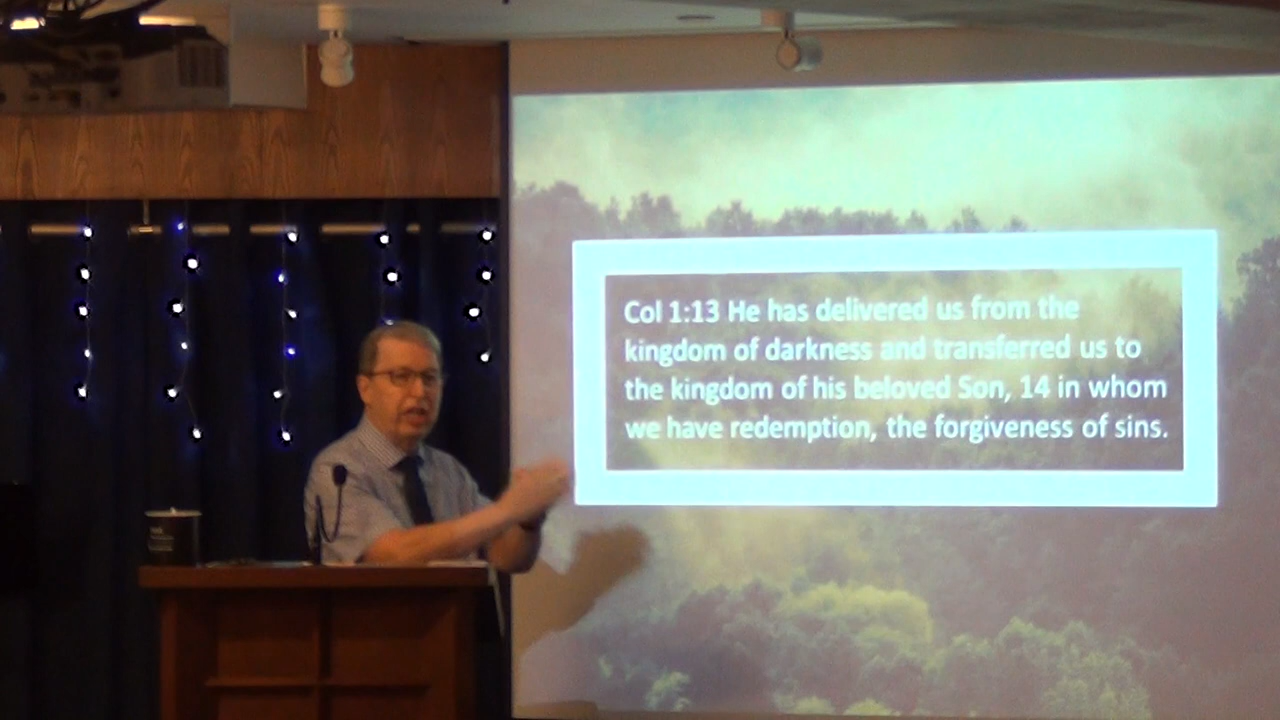 Col 1:13 He has delivered us from the
kingdom of darkness and transferred us to
the kingdom of his beloved Son, 14 in whom
we have redemption, the forgiveness of sins.